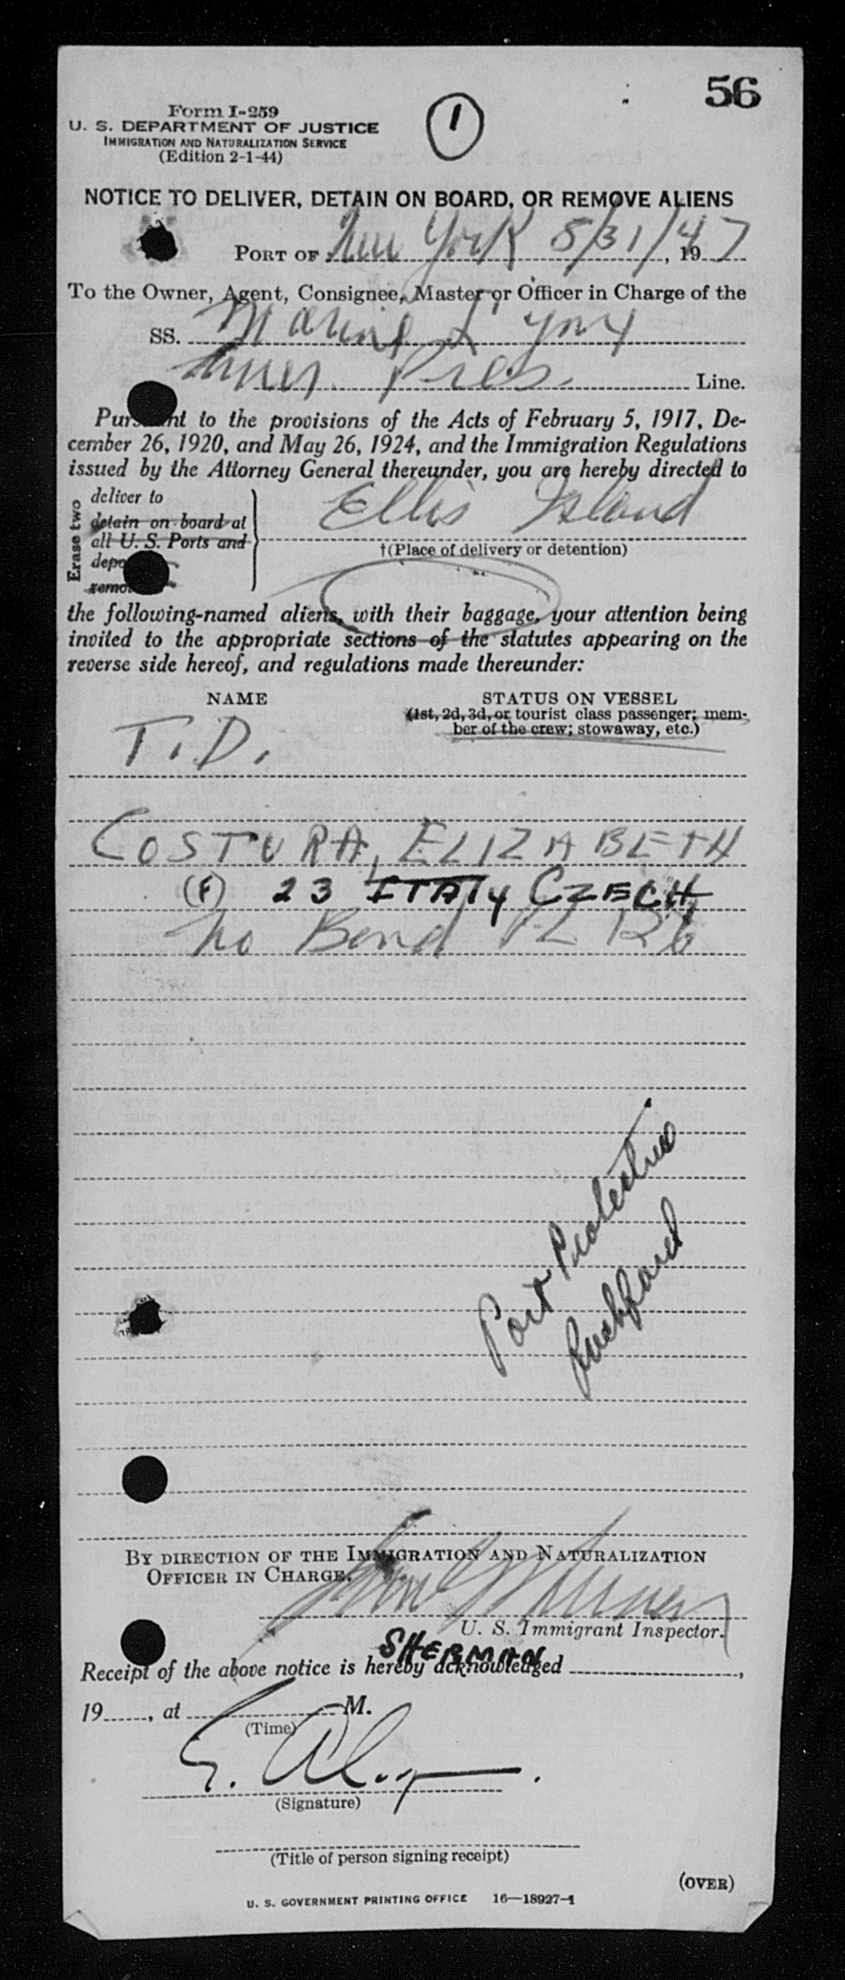 56
Form I-259
U. S. DEPARTMENT OF JUSTICE
IMMIGRATION AND NATURALIZATION SERVICE
(Edition 2-1-44)
1
NOTICE TO DELIVER, DETAIN ON BOARD, OR REMOVE ALIENS
PORT OF New York 8/31/, 1947
To the Owner, Agent, Consignee, Master or Officer in Charge of the
SS. Marine Lynx
Amer. Pres. Line.
Pursuant to the provisions of the Acts of February 5, 1917, De-
cember 26, 1920, and May 26, 1924, and the Immigration Regulations
issued by the Attorney General thereunder, you are hereby directed to
Erase two
deliver to
detain on board at
all U. S. Ports and
Ellis Island
†(Place of delivery or detention)
the following-named aliens, with their baggage, your attention being
invited to the appropriate sections of the statutes appearing on the
reverse side hereof, and regulations made thereunder:
NAME STATUS ON VESSEL
(1st, 2d, 3d, or tourist class passenger; mem-
ber of the crew; stowaway, etc.)
T. D.
COSTURA, ELIZABETH
(F) 23 ITALY CZECH
No Bond PL 126
Port
BY DIRECTION OF THE IMMIGRATION AND NATURALIZATION
OFFICER IN CHARGE.
U. S. Immigrant Inspector.
SHERMAN
Receipt of the above notice is hereby acknowledged ,
19 , at M.
(Time)
(Signature)
(Title of person signing receipt)
(OVER)
U. S. GOVERNMENT PRINTING OFFICE 16—18927-1